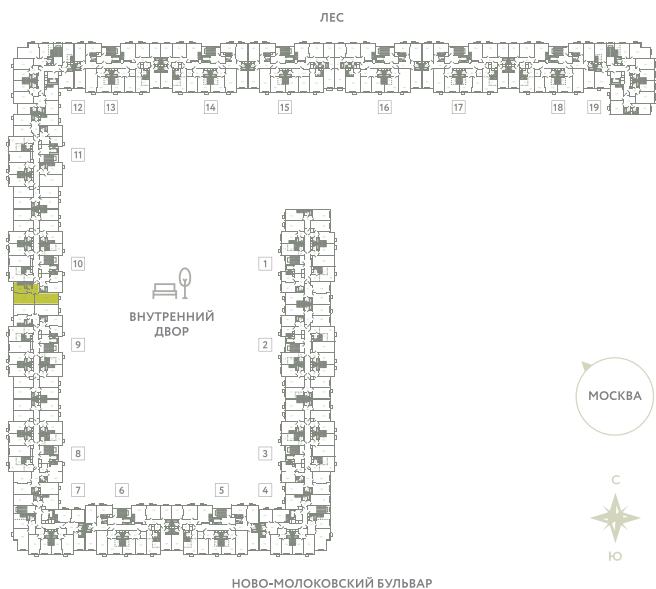 ЛЕС
12 13 14 15 16 17 18 19
11
10 1
ВНУТРЕННИЙ
ДВОР
9 2
МОСКВА
8 3
7 6 5 4
С
Ю
НОВО-МОЛОКОВСКИЙ БУЛЬВАР